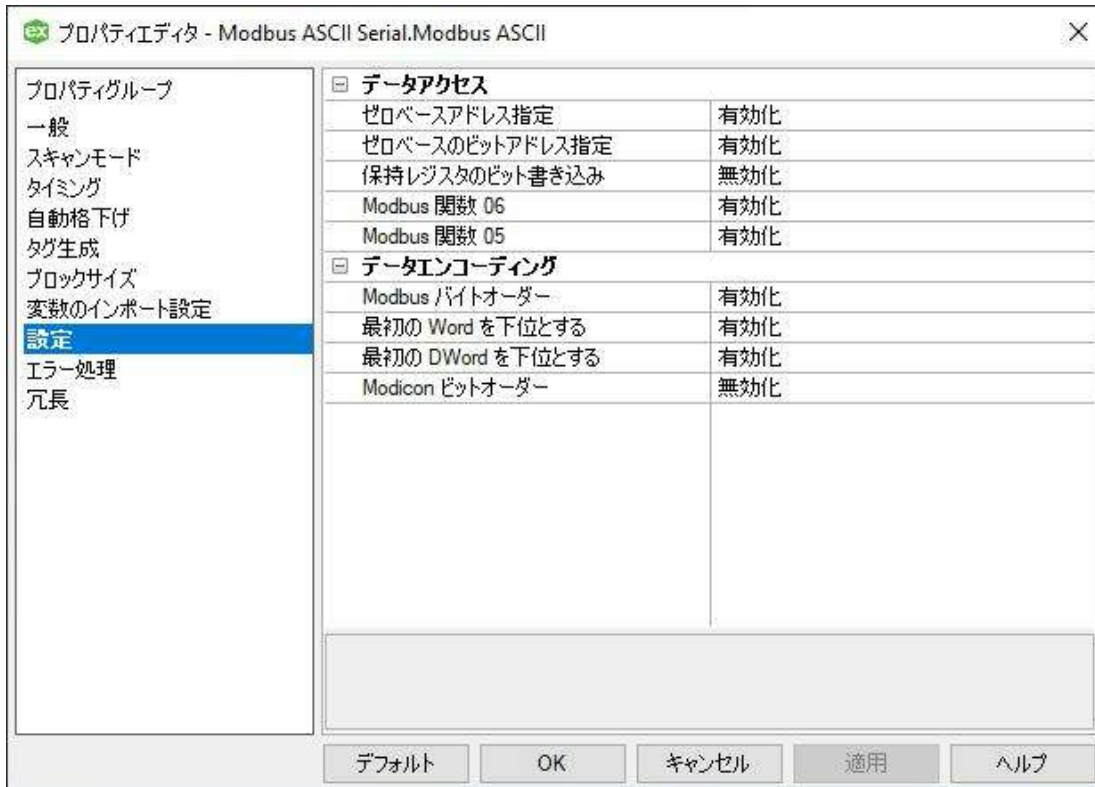 ex プロパティエディタ - Modbus ASCII Serial.Modbus ASCII
プロパティグループ
一般
スキャンモード
タイミング
自動格下げ
タグ生成
ブロックサイズ
変数のインポート設定
設定
エラー処理
冗長
データアクセス
ゼロベースアドレス指定 有効化
ゼロベースのビットアドレス指定 有効化
保持レジスタのビット書き込み 無効化
Modbus 関数 06 有効化
Modbus 関数 05 有効化
データエンコーディング
Modbus バイトオーダー 有効化
最初の Word を下位とする 有効化
最初の DWord を下位とする 有効化
Modicon ビットオーダー 無効化
デフォルト OK キャンセル 適用 ヘルプ